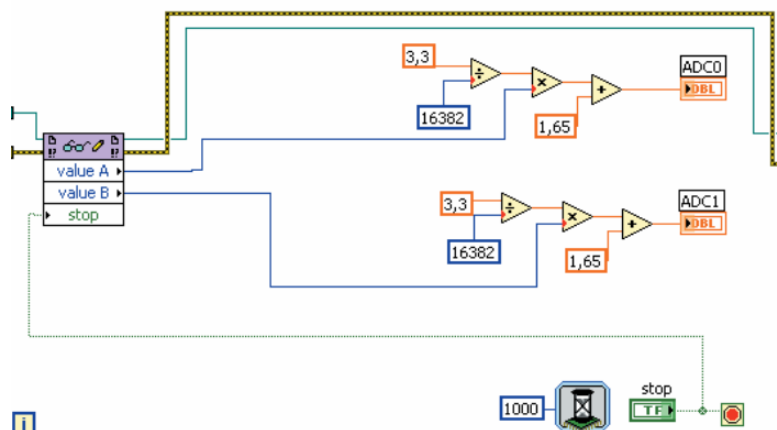 3,3
ADC0
DBL
16382
1,65
value A
value B
stop
3,3
ADC1
DBL
16382
1,65
stop
1000
TF
i